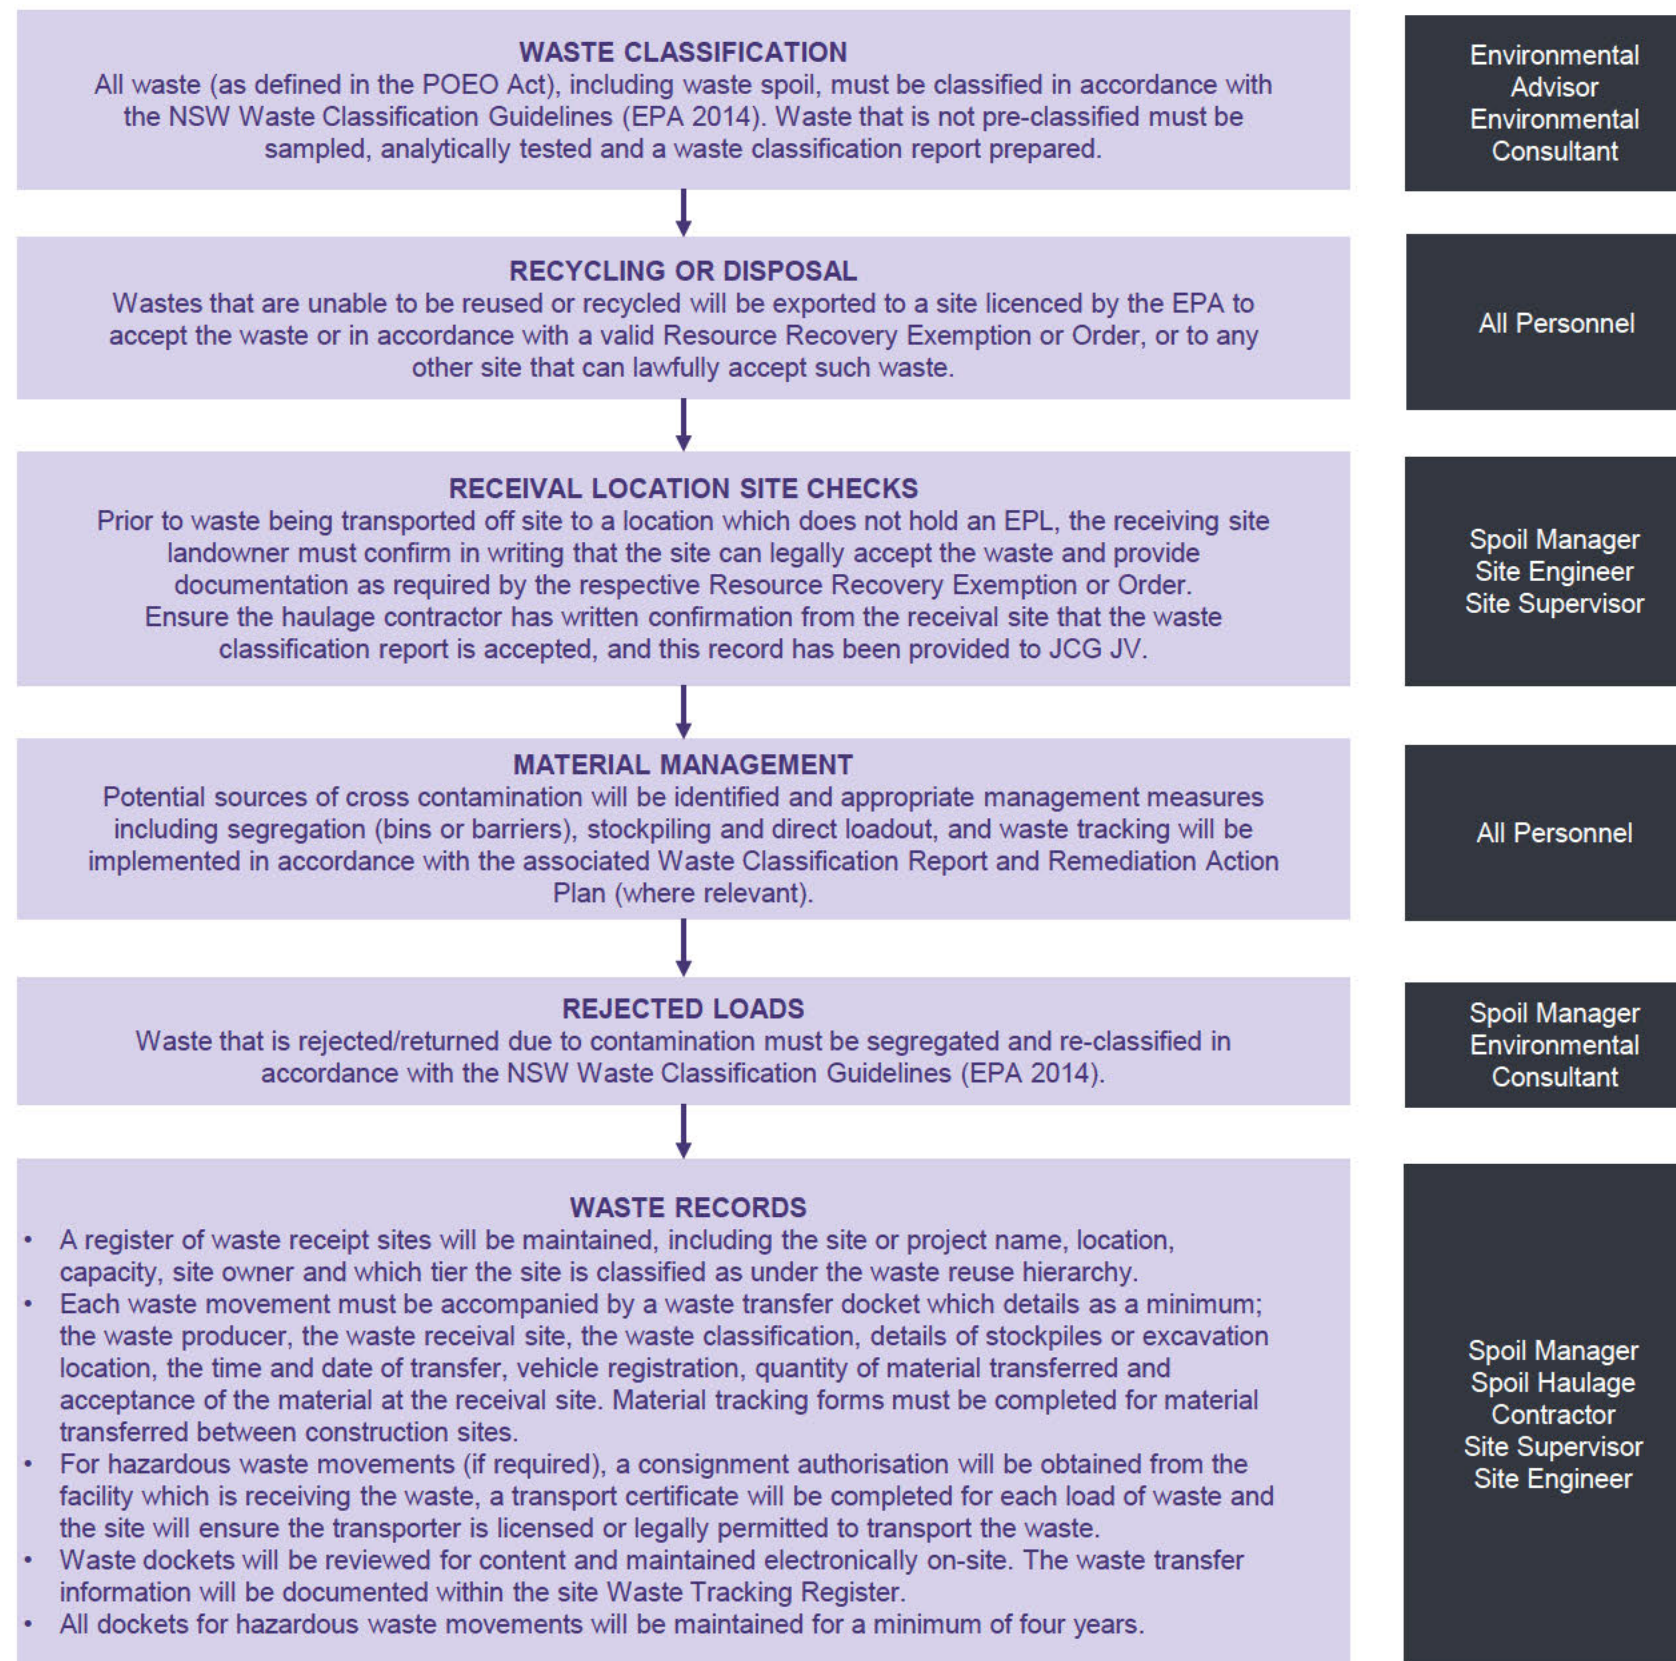 WASTE CLASSIFICATION
All waste (as defined in the POEO Act), including waste spoil, must be classified in accordance with
the NSW Waste Classification Guidelines (EPA 2014). Waste that is not pre-classified must be
sampled, analytically tested and a waste classification report prepared.
Environmental
Advisor
Environmental
Consultant
RECYCLING OR DISPOSAL
Wastes that are unable to be reused or recycled will be exported to a site licenced by the EPA to
accept the waste or in accordance with a valid Resource Recovery Exemption or Order, or to any
other site that can lawfully accept such waste.
All Personnel
RECEIVAL LOCATION SITE CHECKS
Prior to waste being transported off site to a location which does not hold an EPL, the receiving site
landowner must confirm in writing that the site can legally accept the waste and provide
documentation as required by the respective Resource Recovery Exemption or Order.
Ensure the haulage contractor has written confirmation from the receival site that the waste
classification report is accepted, and this record has been provided to JCG JV.
Spoil Manager
Site Engineer
Site Supervisor
MATERIAL MANAGEMENT
Potential sources of cross contamination will be identified and appropriate management measures
including segregation (bins or barriers), stockpiling and direct loadout, and waste tracking will be
implemented in accordance with the associated Waste Classification Report and Remediation Action
Plan (where relevant).
All Personnel
REJECTED LOADS
Waste that is rejected/returned due to contamination must be segregated and re-classified in
accordance with the NSW Waste Classification Guidelines (EPA 2014).
Spoil Manager
Environmental
Consultant
WASTE RECORDS
• A register of waste receipt sites will be maintained, including the site or project name, location,
capacity, site owner and which tier the site is classified as under the waste reuse hierarchy.
• Each waste movement must be accompanied by a waste transfer docket which details as a minimum;
the waste producer, the waste receival site, the waste classification, details of stockpiles or excavation
location, the time and date of transfer, vehicle registration, quantity of material transferred and
acceptance of the material at the receival site. Material tracking forms must be completed for material
transferred between construction sites.
• For hazardous waste movements (if required), a consignment authorisation will be obtained from the
facility which is receiving the waste, a transport certificate will be completed for each load of waste and
the site will ensure the transporter is licensed or legally permitted to transport the waste.
• Waste dockets will be reviewed for content and maintained electronically on-site. The waste transfer
information will be documented within the site Waste Tracking Register.
• All dockets for hazardous waste movements will be maintained for a minimum of four years.
Spoil Manager
Spoil Haulage
Contractor
Site Supervisor
Site Engineer